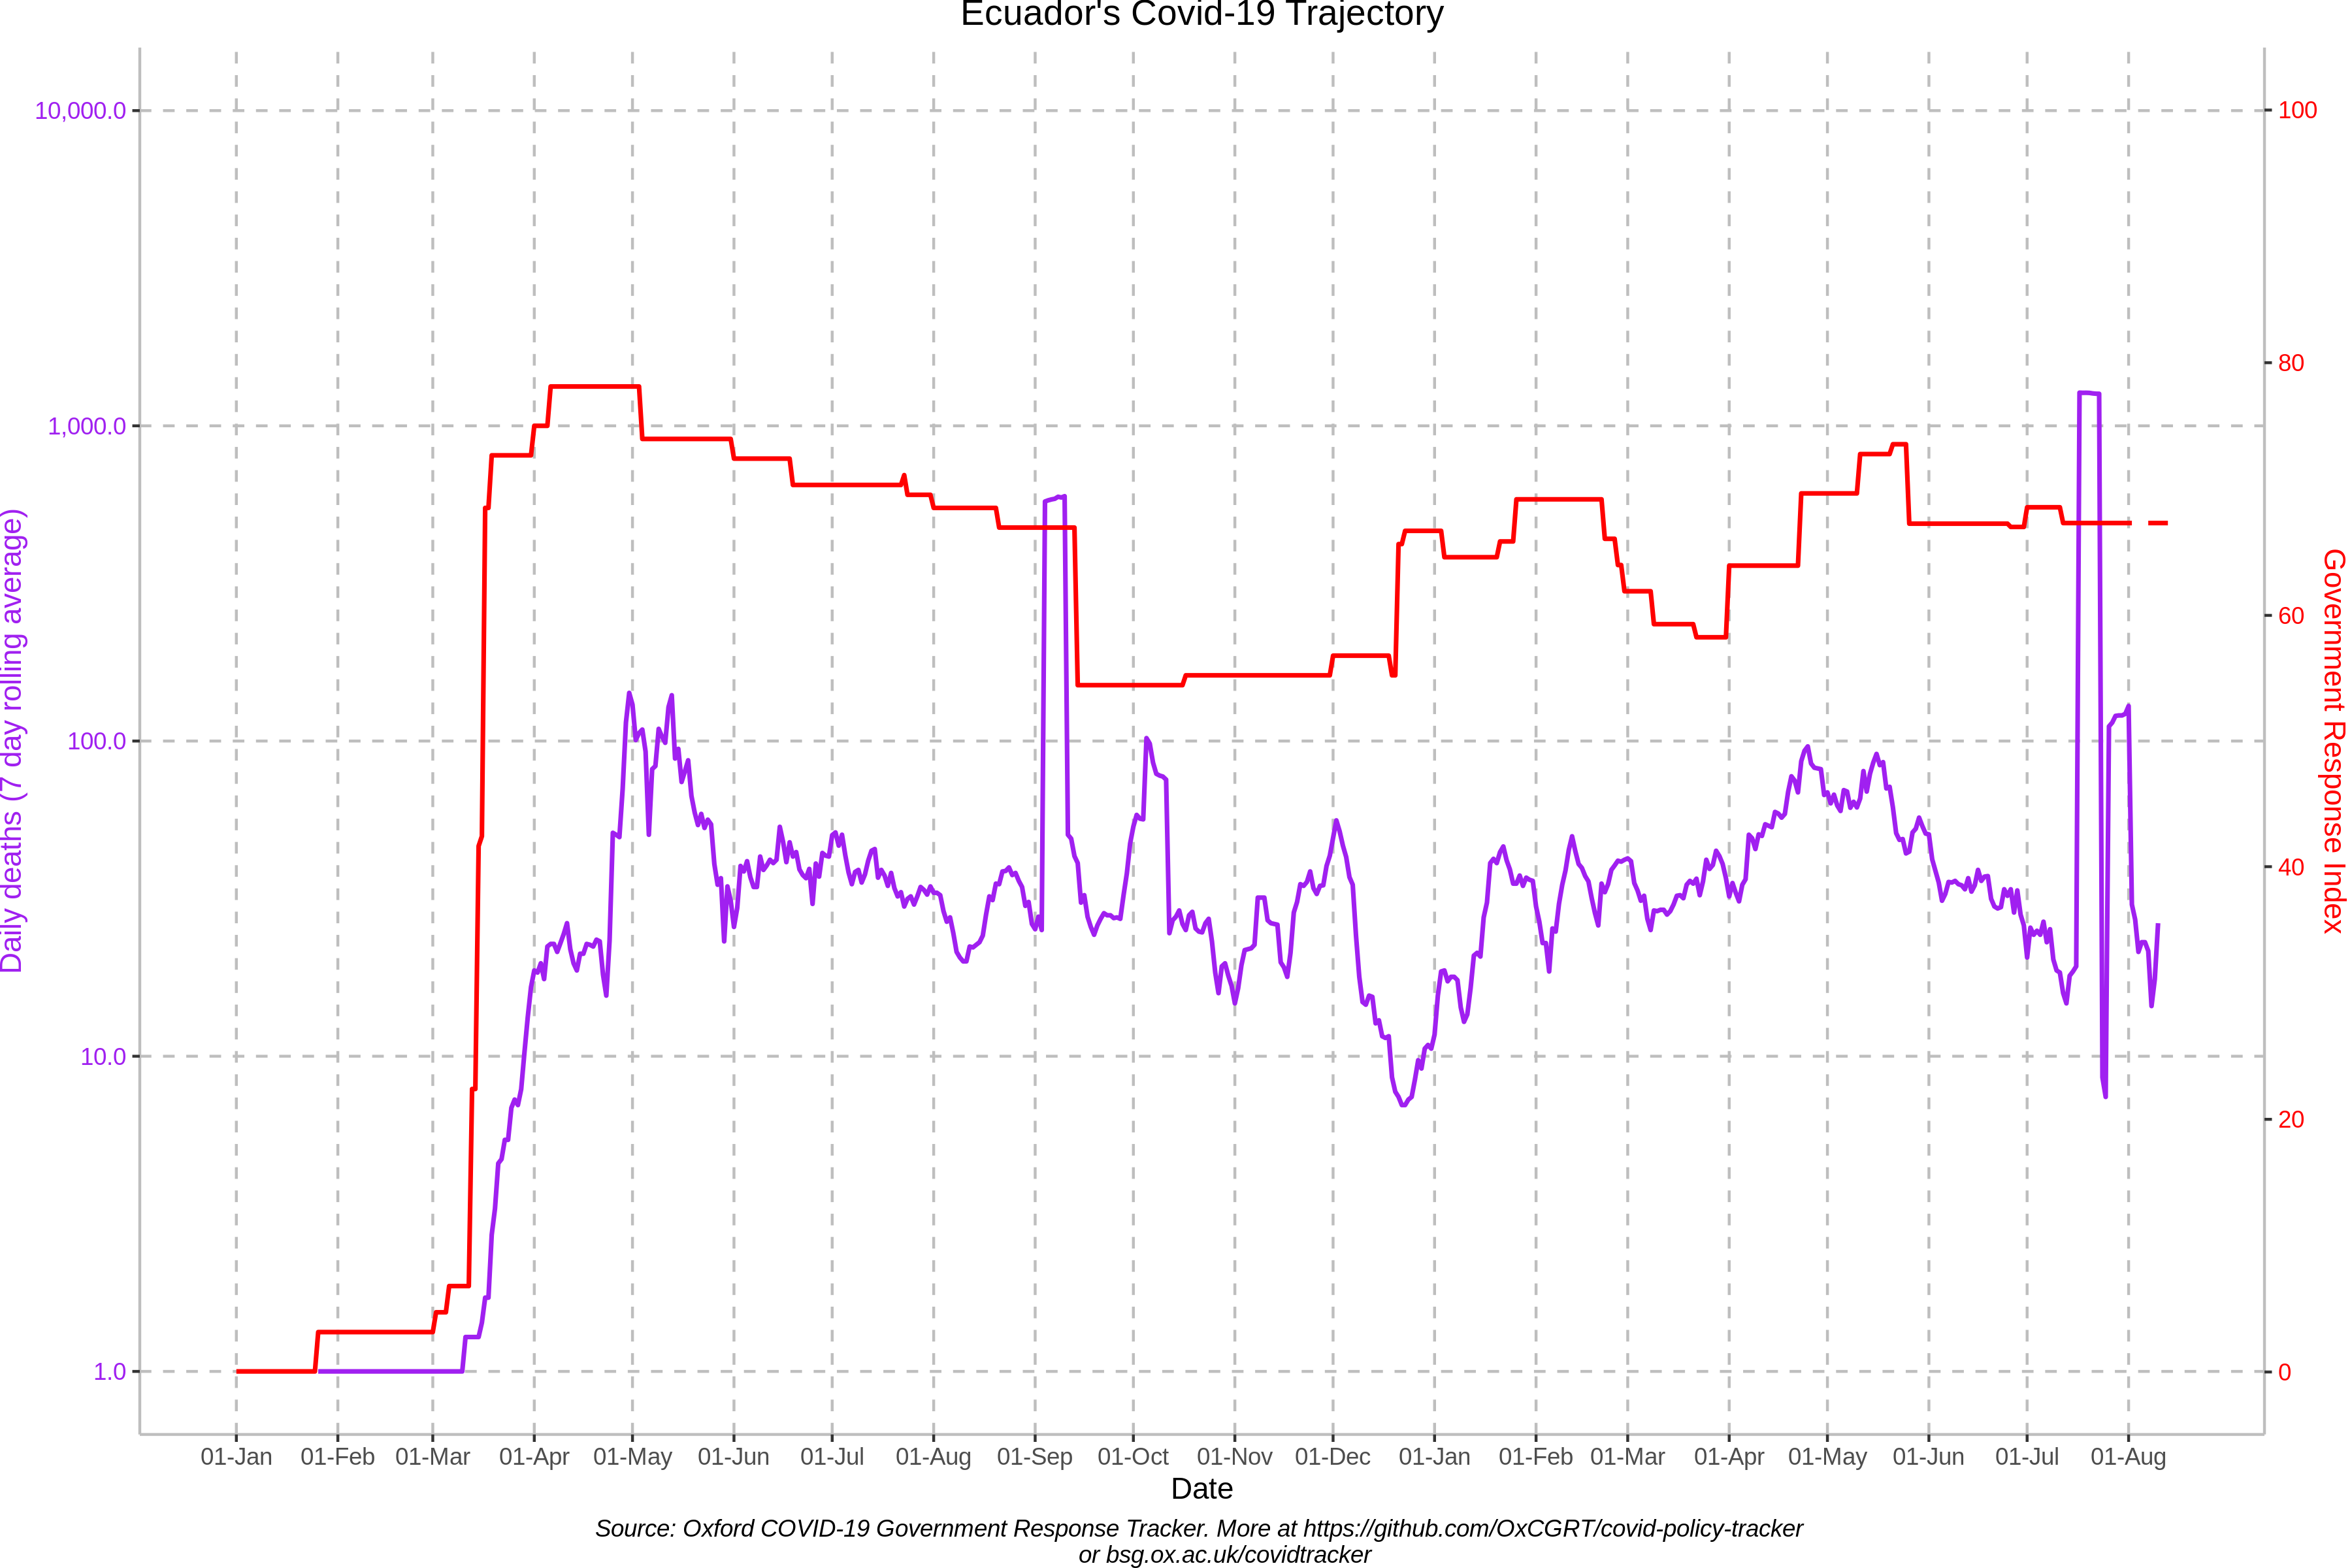 Ecuador's Covid-19 Trajectory
10,000.0
1,000.0
100.0
10.0
1.0
Daily deaths (7 day rolling average)
100
80
60
40
20
0
Government Response Index
01-Jan 01-Feb 01-Mar 01-Apr 01-May 01-Jun 01-Jul 01-Aug 01-Sep 01-Oct 01-Nov 01-Dec 01-Jan 01-Feb 01-Mar 01-Apr 01-May 01-Jun 01-Jul 01-Aug
Date
Source: Oxford COVID-19 Government Response Tracker. More at https://github.com/OxCGRT/covid-policy-tracker
or bsg.ox.ac.uk/covidtracker